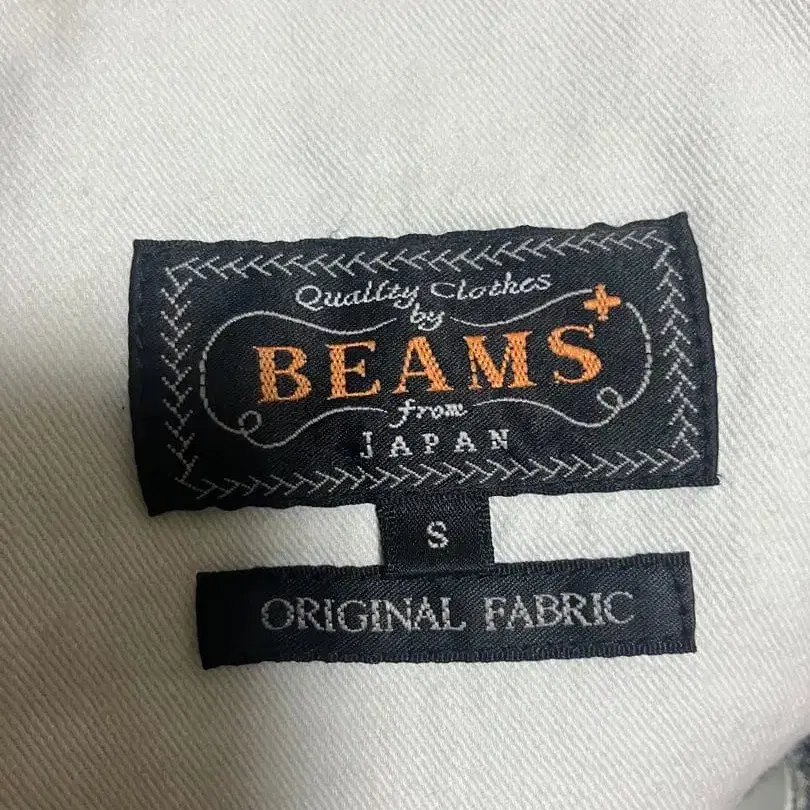 Quality Clothes
by
BEAMS+
from
JAPAN
S
ORIGINAL FABRIC